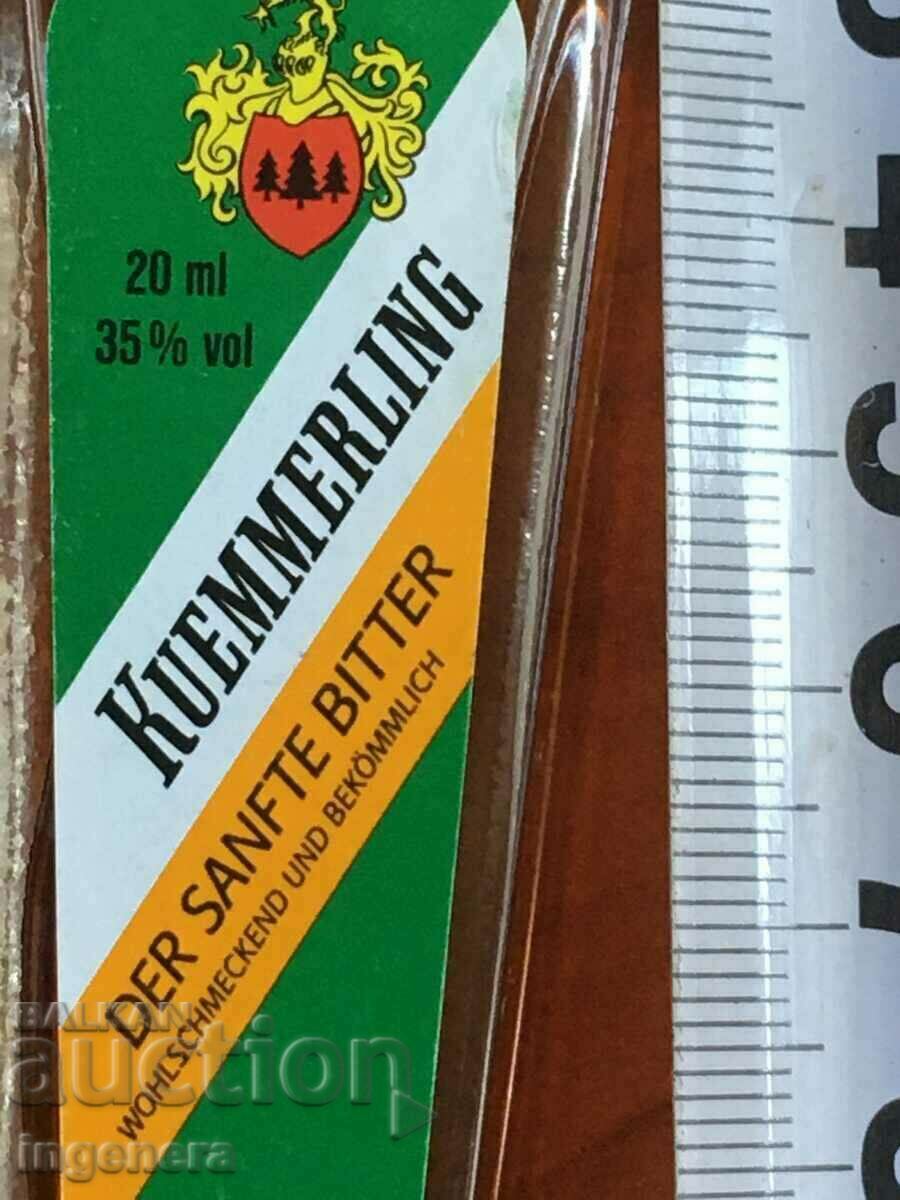 20 ml
35% vol
KUEMMERLING
DER SANFTE BITTER
WOHLSCHMECKEND UND BEKÖMMLICH
BALKAN
auction
ingenera